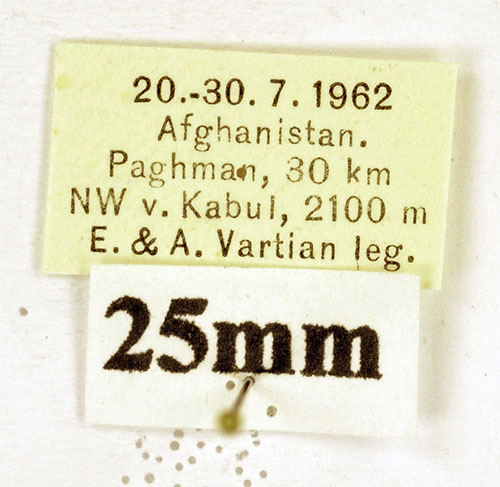 20.-30. 7. 1962
Afghanistan.
Paghman, 30 km
NW v. Kabul, 2100 m
E. & A. Vartian leg.
25mm